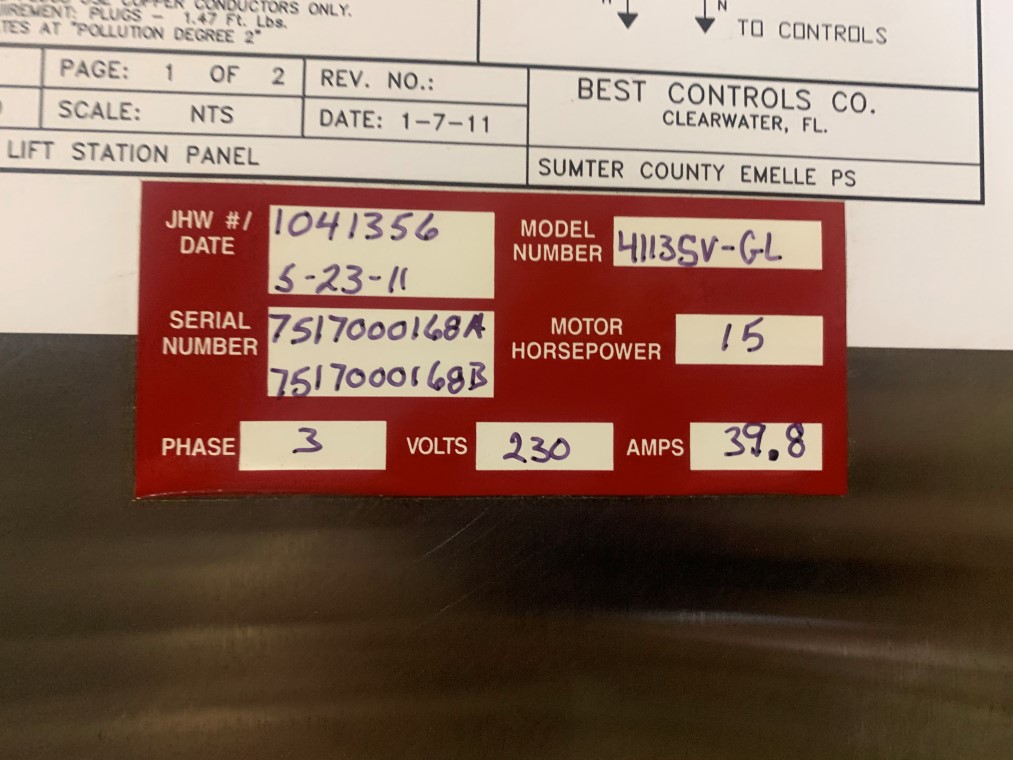 COPPER CONDUCTORS ONLY.
PLUGS – 1.47 Ft. Lbs.
AT "POLLUTION DEGREE 2"
N
TO CONTROLS
PAGE: 1 OF 2
REV. NO.:
SCALE: NTS
DATE: 1-7-11
BEST CONTROLS CO.
CLEARWATER, FL.
LIFT STATION PANEL
SUMTER COUNTY EMELLE PS
JHW #/
DATE
1041356
5-23-11
MODEL
NUMBER
4113SV-GL
SERIAL
NUMBER
7517000168A
7517000168B
MOTOR
HORSEPOWER
15
PHASE 3
VOLTS 230
AMPS 39.8